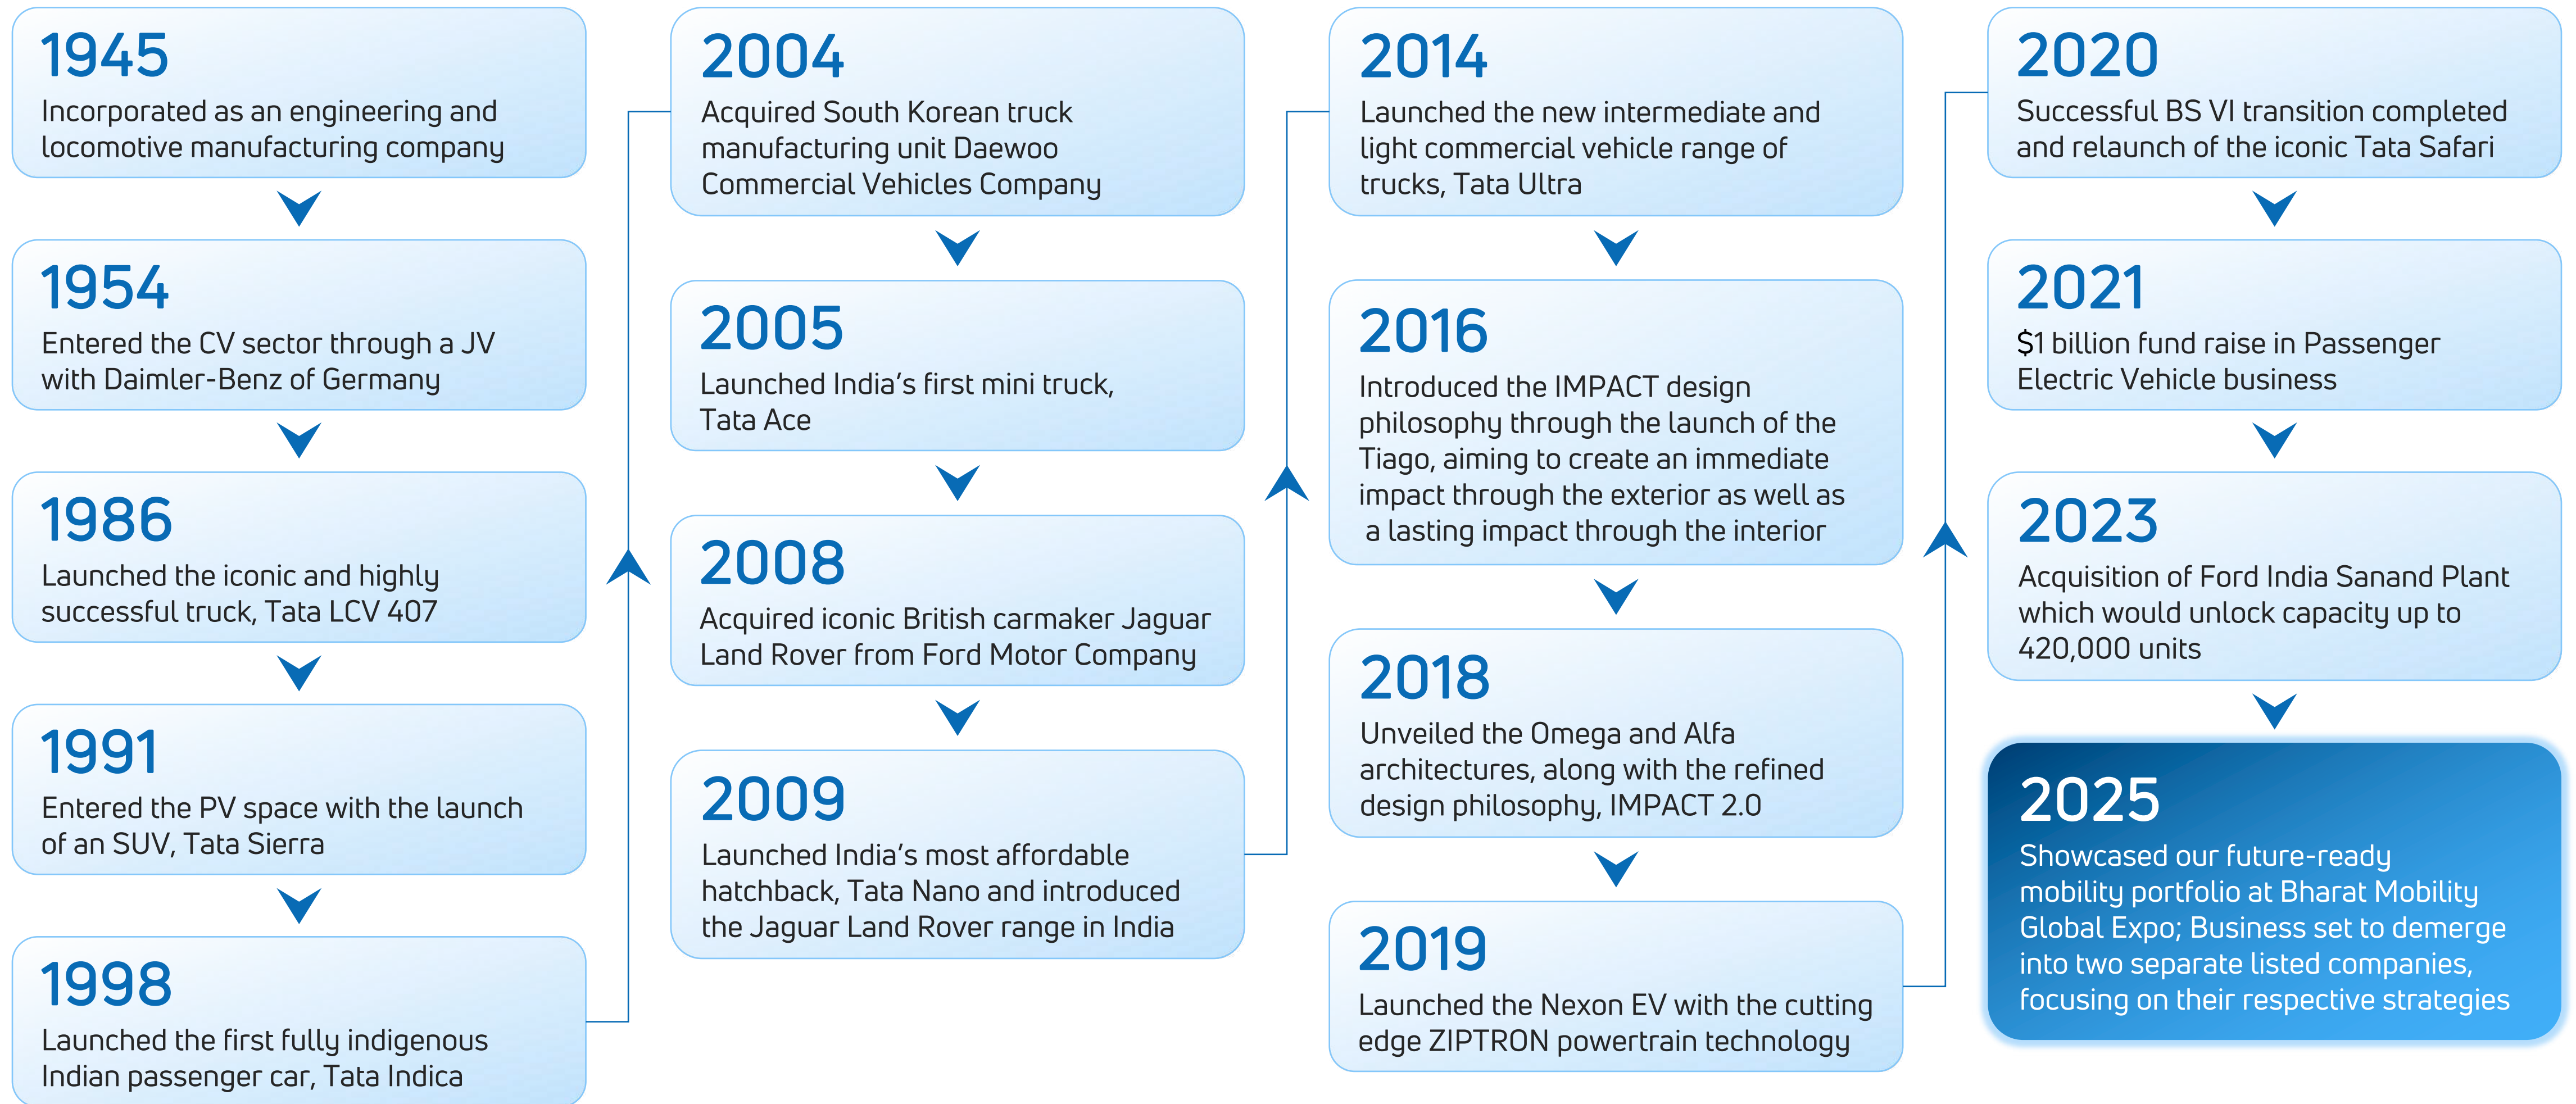 1945
Incorporated as an engineering and
locomotive manufacturing company
1954
Entered the CV sector through a JV
with Daimler-Benz of Germany
1986
Launched the iconic and highly
successful truck, Tata LCV 407
1991
Entered the PV space with the launch
of an SUV, Tata Sierra
1998
Launched the first fully indigenous
Indian passenger car, Tata Indica
2004
Acquired South Korean truck
manufacturing unit Daewoo
Commercial Vehicles Company
2005
Launched India’s first mini truck,
Tata Ace
2008
Acquired iconic British carmaker Jaguar
Land Rover from Ford Motor Company
2009
Launched India’s most affordable
hatchback, Tata Nano and introduced
the Jaguar Land Rover range in India
2014
Launched the new intermediate and
light commercial vehicle range of
trucks, Tata Ultra
2016
Introduced the IMPACT design
philosophy through the launch of the
Tiago, aiming to create an immediate
impact through the exterior as well as
a lasting impact through the interior
2018
Unveiled the Omega and Alfa
architectures, along with the refined
design philosophy, IMPACT 2.0
2019
Launched the Nexon EV with the cutting
edge ZIPTRON powertrain technology
2020
Successful BS VI transition completed
and relaunch of the iconic Tata Safari
2021
$1 billion fund raise in Passenger
Electric Vehicle business
2023
Acquisition of Ford India Sanand Plant
which would unlock capacity up to
420,000 units
2025
Showcased our future-ready
mobility portfolio at Bharat Mobility
Global Expo; Business set to demerge
into two separate listed companies,
focusing on their respective strategies